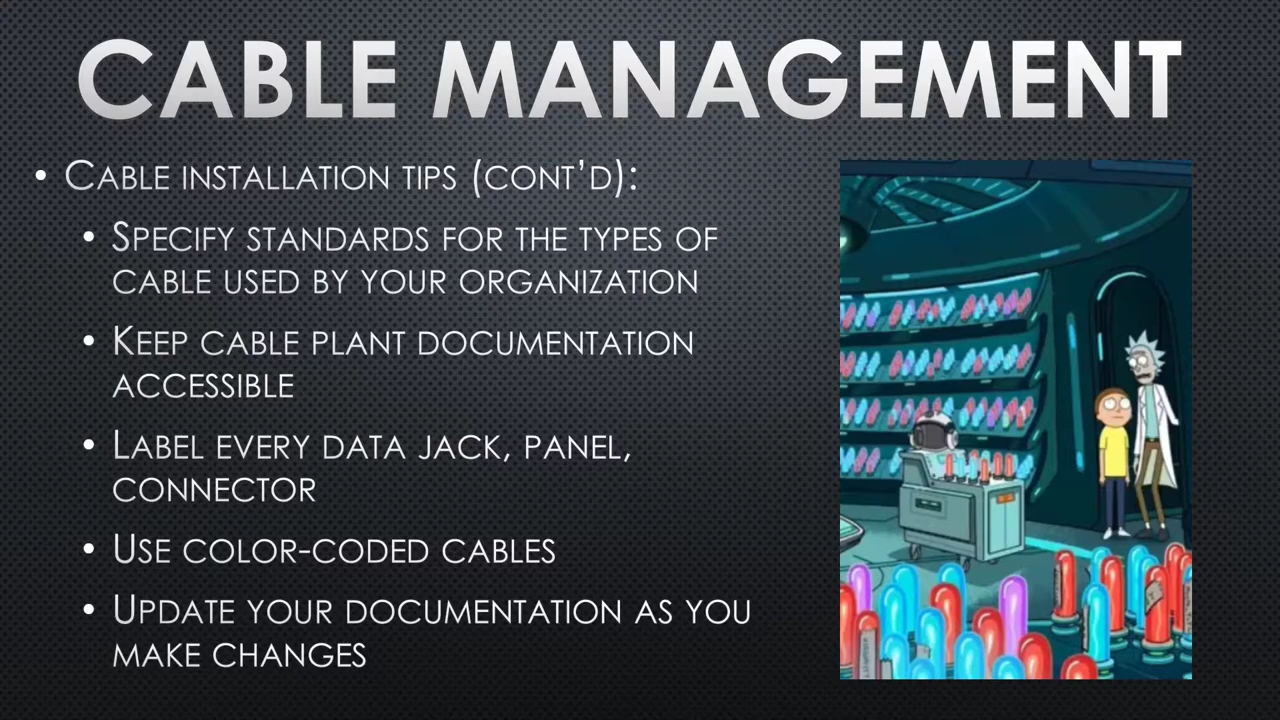 CABLE MANAGEMENT
• CABLE INSTALLATION TIPS (CONT'D):
• SPECIFY STANDARDS FOR THE TYPES OF
CABLE USED BY YOUR ORGANIZATION
• KEEP CABLE PLANT DOCUMENTATION
ACCESSIBLE
• LABEL EVERY DATA JACK, PANEL,
CONNECTOR
• USE COLOR-CODED CABLES
• UPDATE YOUR DOCUMENTATION AS YOU
MAKE CHANGES